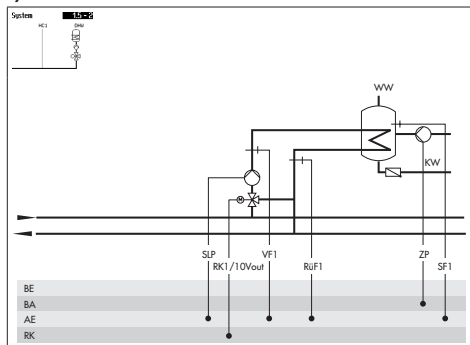 System 1.5 - 2
HC1 DHW
WW
KW
M
SLP VF1 RüF1 ZP SF1
RK1/10Vout
BE
BA
AE
RK